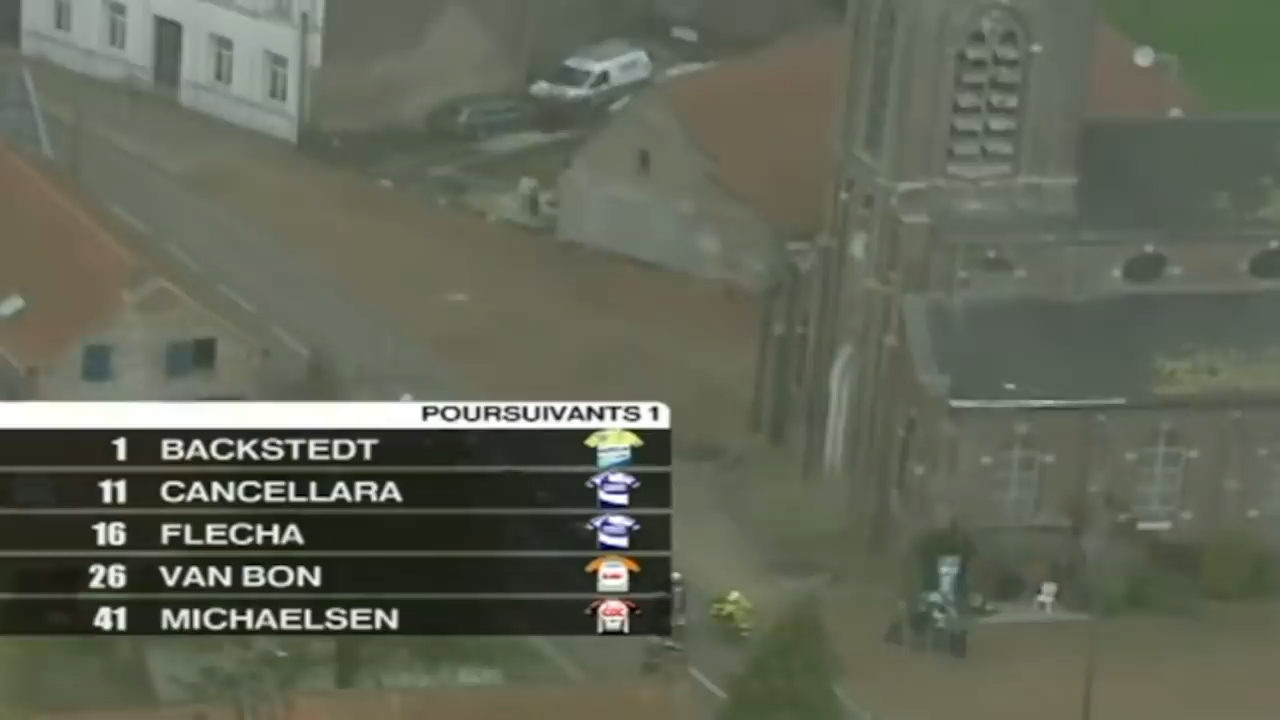 POURSUIVANTS 1
1 BACKSTEDT
11 CANCELLARA
16 FLECHA
26 VAN BON
41 MICHAELSEN